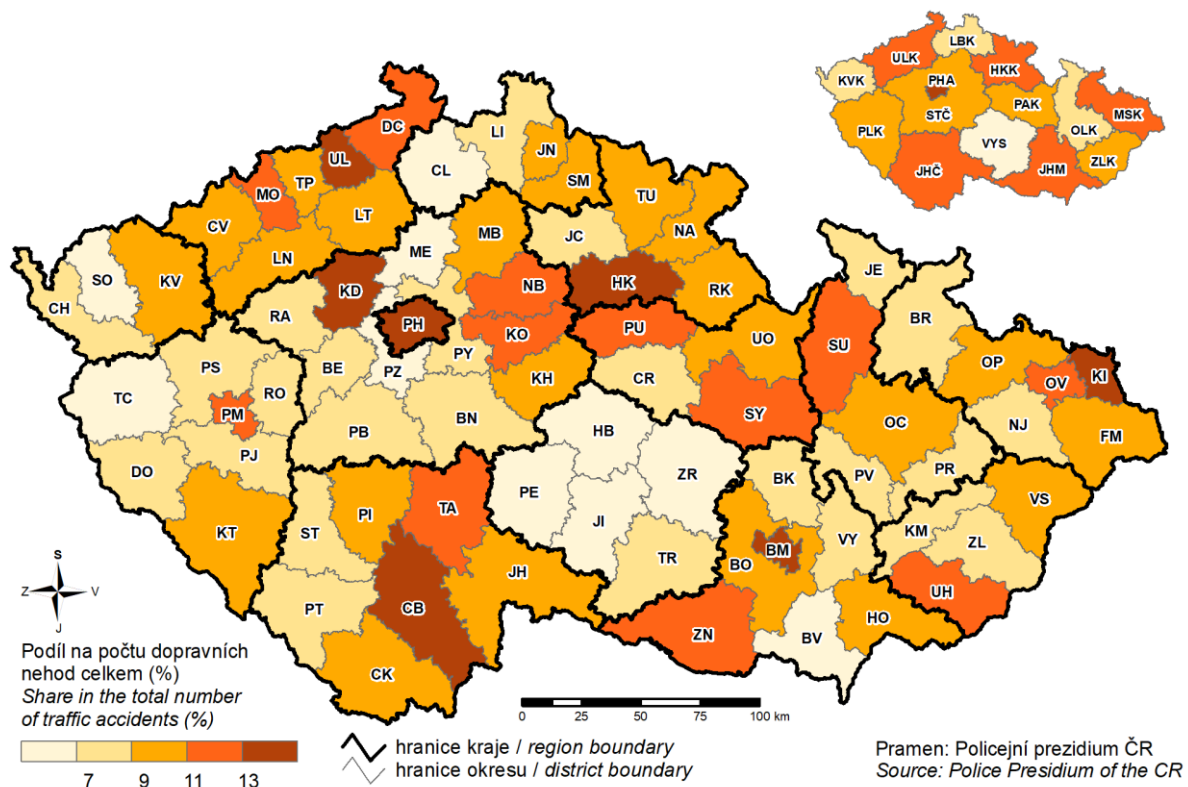 LBK
ULK
KVK
PHA
HKK
STČ
PAK
MSK
PLK
OLK
VYS
ZLK
JHČ
JHM
DC
LI
UL
JN
CL
MO
TP
SM
LT
TU
CV
MB
NA
JC
ME
LN
SO
KV
KD
NB
HK
RK
JE
CH
RA
PH
KO
PU
UO
SU
BR
PS
BE
PZ
PY
OP
KI
OV
TC
RO
KH
CR
PM
SY
BN
NJ
OC
FM
PB
HB
PJ
DO
PR
ZR
BK
PV
PE
VS
TA
PI
ST
JI
KM
ZL
KT
VY
TR
BM
BO
JH
UH
CB
PT
HO
ZN
BV
CK
S
Z V
J
Podíl na počtu dopravních
nehod celkem (%)
Share in the total number
of traffic accidents (%)
7 9 11 13
0 25 50 75 100 km
hranice kraje / region boundary
hranice okresu / district boundary
Pramen: Policejní prezidium ČR
Source: Police Presidium of the CR